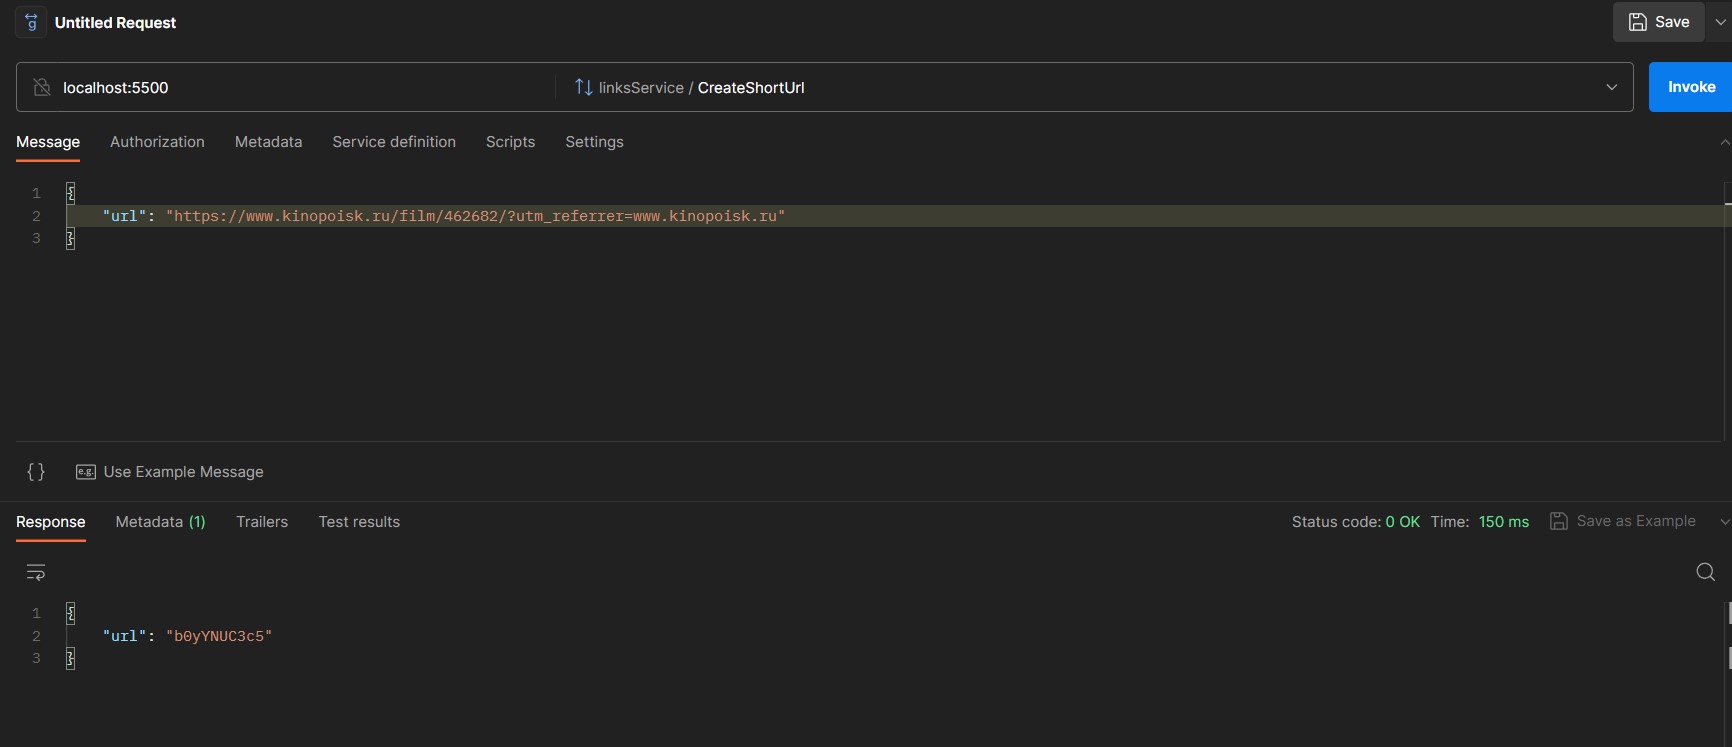 Untitled Request
Save
localhost:5500
linksService / CreateShortUrl
Invoke
Message Authorization Metadata Service definition Scripts Settings
1 {
2 "url": "https://www.kinopoisk.ru/film/462682/?utm_referrer=www.kinopoisk.ru"
3 }
{} e.g. Use Example Message
Response Metadata (1) Trailers Test results Status code: 0 OK Time: 150 ms Save as Example
1 {
2 "url": "b0yYNUC3c5"
3 }